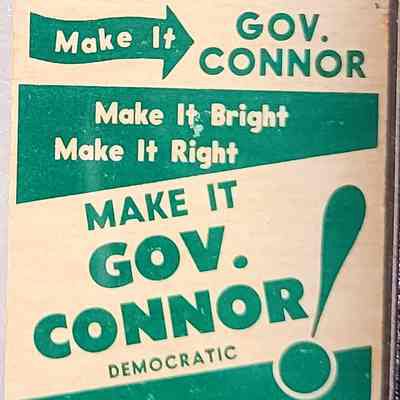 Make It
GOV.
CONNOR
Make It Bright
Make It Right
MAKE IT
GOV.
CONNOR!
DEMOCRATIC